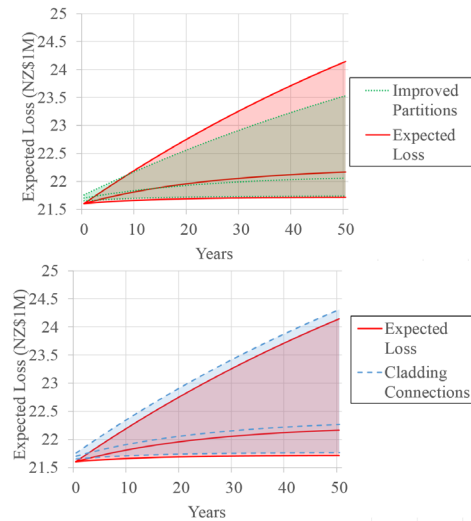 25
24.5
24
23.5
23
22.5
22
21.5
Expected Loss (NZ$1M)
0
10
20
30
40
50
Years
Improved
Partitions
Expected
Loss
25
24.5
24
23.5
23
22.5
22
21.5
Expected Loss (NZ$1M)
0
10
20
30
40
50
Years
Expected
Loss
Cladding
Connections